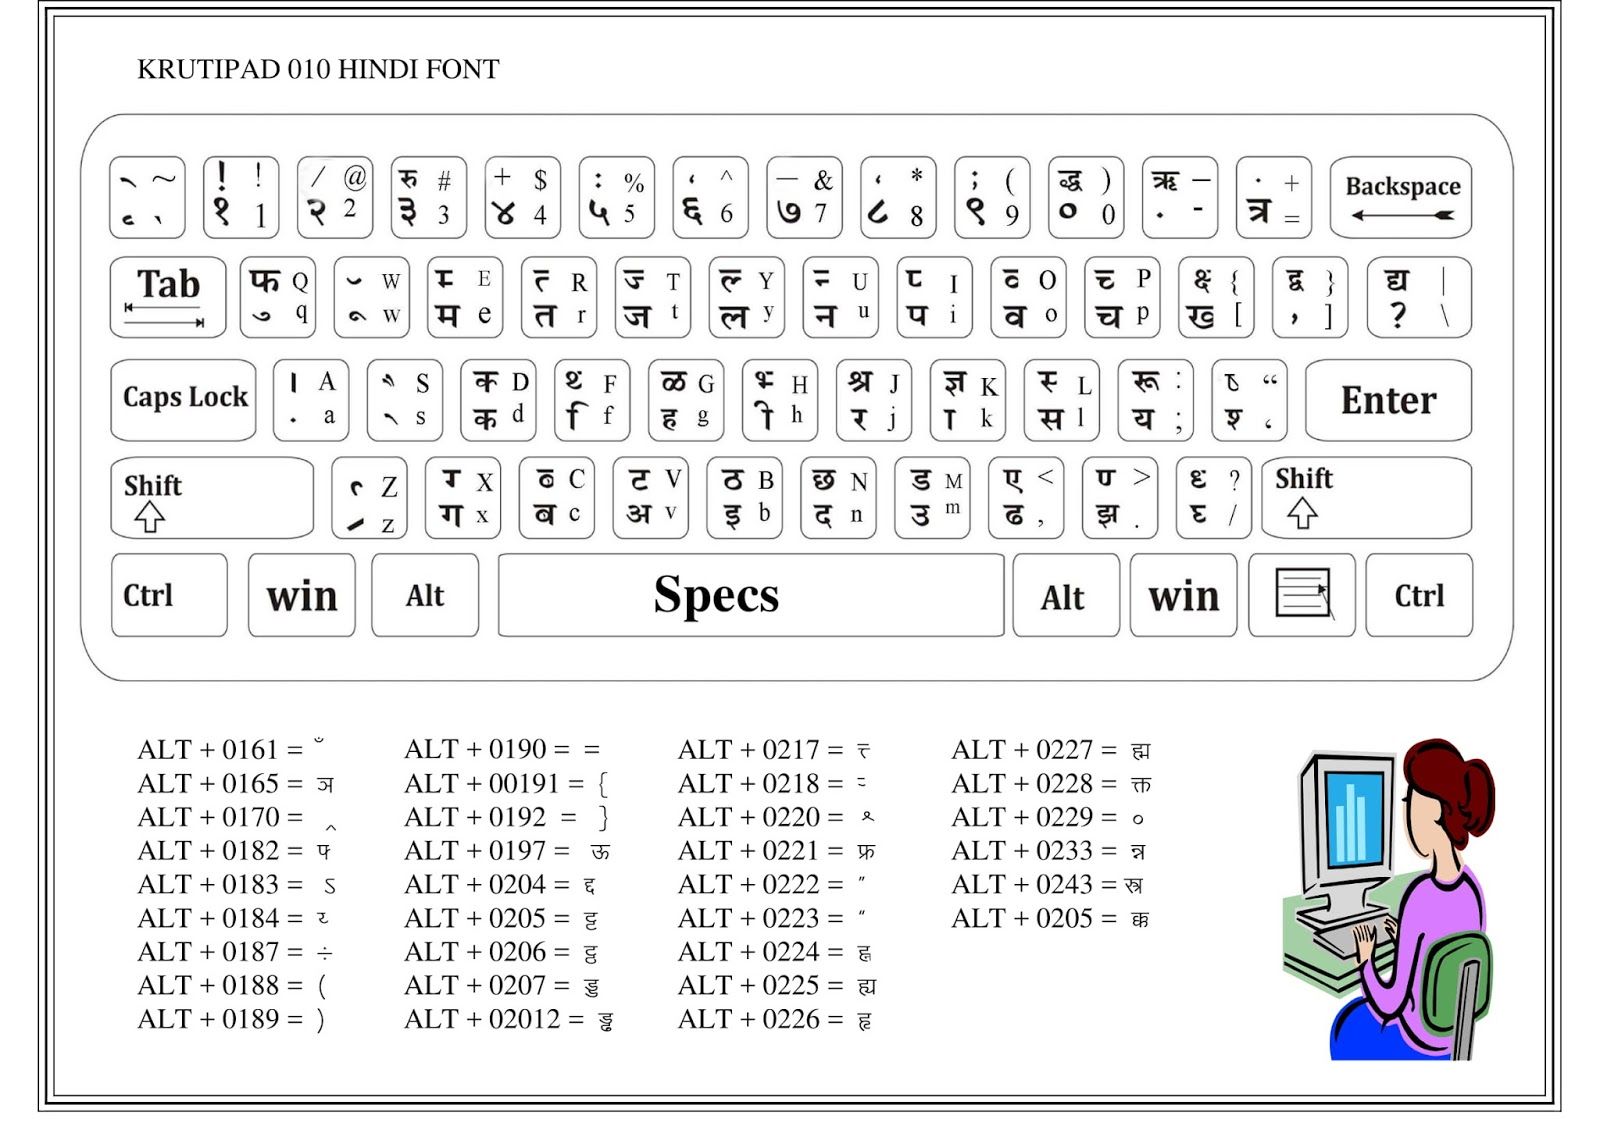 KRUTIPAD 010 HINDI FONT
! ! / @ रु # + $ : % ‘ ^ — & ‘ * ; ( द्ध ) ऋ – · + Backspace
१ 1 २ 2 ३ 3 ४ 4 ५ 5 ६ 6 ७ 7 ८ 8 ९ 9 ० 0 . - त्र =
Tab फ Q W म् E त् R ज् T ल् Y न् U प् I व् O च् P क्ष् { द्व } द्य |
ु q w म e त r ज t ल y न u प i व o च p ख [ , ] ? \
Caps Lock । A S क D थ् F ळ G भ् H श्र J ज्ञ K स् L रू : “ Enter
. a s क d ि f ह g ी h र j ा k स l य ; श् ‘
Shift Z ग् X ब् C ट V ठ B छ N ड M ए < ण् > ध् ? Shift
z ग x ब c अ v इ b द n उ m ढ , झ . घ् /
Ctrl win Alt Specs Alt win Ctrl
ALT + 0161 = ALT + 0190 = = ALT + 0217 = ALT + 0227 = ह्म
ALT + 0165 = ञ ALT + 00191 = { ALT + 0218 = ALT + 0228 = क्त
ALT + 0170 = ALT + 0192 = } ALT + 0220 = ALT + 0229 = ०
ALT + 0182 = ALT + 0197 = ऊ ALT + 0221 = फ्र ALT + 0233 = न्न
ALT + 0183 = ऽ ALT + 0204 = द्द ALT + 0222 = " ALT + 0243 = स्त्र
ALT + 0184 = ALT + 0205 = ट्ट ALT + 0223 = “ ALT + 0205 = क्क
ALT + 0187 = ÷ ALT + 0206 = ट्ठ ALT + 0224 = ह्न
ALT + 0188 = ( ALT + 0207 = ड्ड ALT + 0225 = ह्य
ALT + 0189 = ) ALT + 02012 = ड्ढ ALT + 0226 = हृ